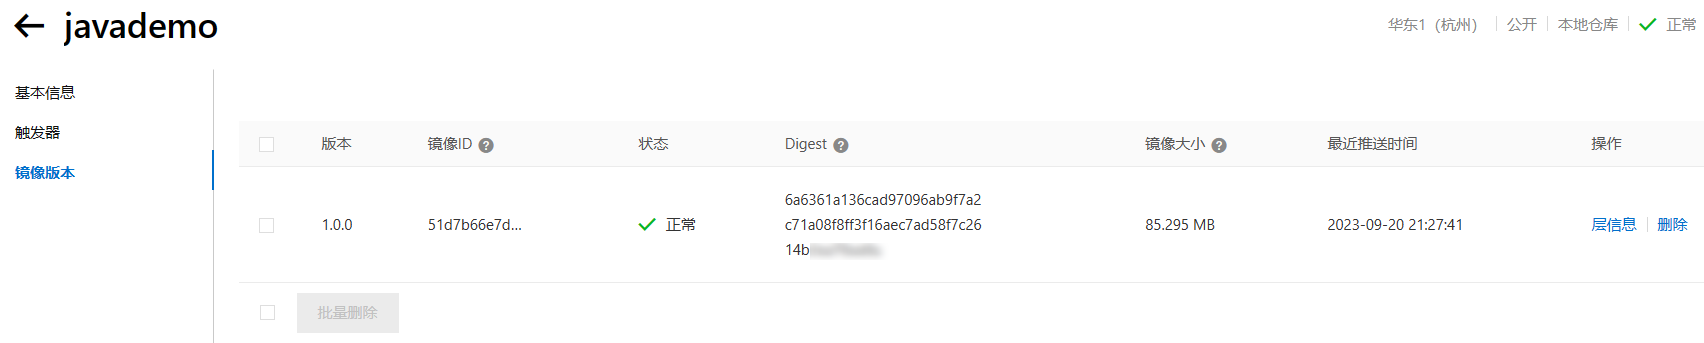 javademo
华东1（杭州） 公开 本地仓库 正常
基本信息
触发器
镜像版本
版本 镜像ID ? 状态 Digest ? 镜像大小 ? 最近推送时间 操作
1.0.0 51d7b66e7d... 正常 6a6361a136cad97096ab9f7a2 85.295 MB 2023-09-20 21:27:41 层信息 删除
c71a08f8ff3f16aec7ad58f7c26
14b
批量删除